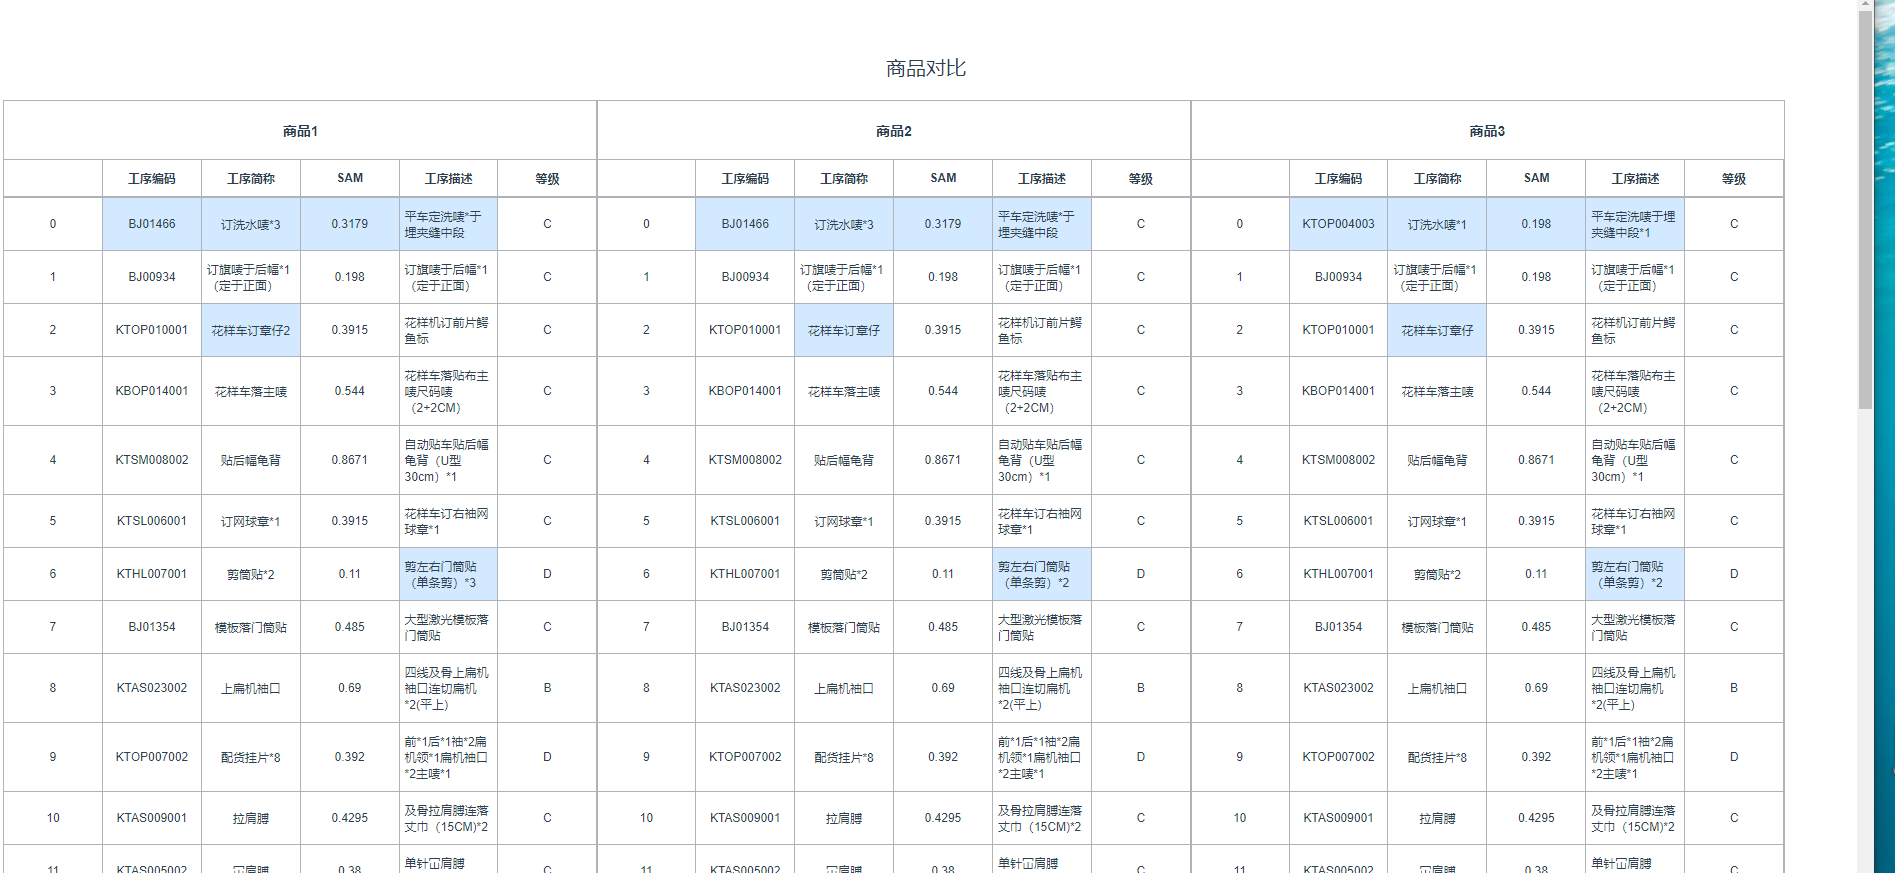 商品对比
商品1 商品2 商品3
工序编码 工序简称 SAM 工序描述 等级 工序编码 工序简称 SAM 工序描述 等级 工序编码 工序简称 SAM 工序描述 等级
0 BJ01466 订洗水唛*3 0.3179 平车定洗唛*于埋夹缝中段 C 0 BJ01466 订洗水唛*3 0.3179 平车定洗唛*于埋夹缝中段 C 0 KTOP004003 订洗水唛*1 0.198 平车定洗唛于埋夹缝中段*1 C
1 BJ00934 订旗唛于后幅*1（定于正面） 0.198 订旗唛于后幅*1（定于正面） C 1 BJ00934 订旗唛于后幅*1（定于正面） 0.198 订旗唛于后幅*1（定于正面） C 1 BJ00934 订旗唛于后幅*1（定于正面） 0.198 订旗唛于后幅*1（定于正面） C
2 KTOP010001 花样车订章仔2 0.3915 花样机订前片鳄鱼标 C 2 KTOP010001 花样车订章仔 0.3915 花样机订前片鳄鱼标 C 2 KTOP010001 花样车订章仔 0.3915 花样机订前片鳄鱼标 C
3 KBOP014001 花样车落主唛 0.544 花样车落贴布主唛尺码唛（2+2CM） C 3 KBOP014001 花样车落主唛 0.544 花样车落贴布主唛尺码唛（2+2CM） C 3 KBOP014001 花样车落主唛 0.544 花样车落贴布主唛尺码唛（2+2CM） C
4 KTSM008002 贴后幅龟背 0.8671 自动贴车贴后幅龟背（U型30cm）*1 C 4 KTSM008002 贴后幅龟背 0.8671 自动贴车贴后幅龟背（U型30cm）*1 C 4 KTSM008002 贴后幅龟背 0.8671 自动贴车贴后幅龟背（U型30cm）*1 C
5 KTSL006001 订网球章*1 0.3915 花样车订右袖网球章*1 C 5 KTSL006001 订网球章*1 0.3915 花样车订右袖网球章*1 C 5 KTSL006001 订网球章*1 0.3915 花样车订右袖网球章*1 C
6 KTHL007001 剪筒贴*2 0.11 剪左右门筒贴（单条剪）*3 D 6 KTHL007001 剪筒贴*2 0.11 剪左右门筒贴（单条剪）*2 D 6 KTHL007001 剪筒贴*2 0.11 剪左右门筒贴（单条剪）*2 D
7 BJ01354 模板落门筒贴 0.485 大型激光模板落门筒贴 C 7 BJ01354 模板落门筒贴 0.485 大型激光模板落门筒贴 C 7 BJ01354 模板落门筒贴 0.485 大型激光模板落门筒贴 C
8 KTAS023002 上扁机袖口 0.69 四线及骨上扁机袖口连切扁机*2(平上) B 8 KTAS023002 上扁机袖口 0.69 四线及骨上扁机袖口连切扁机*2(平上) B 8 KTAS023002 上扁机袖口 0.69 四线及骨上扁机袖口连切扁机*2(平上) B
9 KTOP007002 配货挂片*8 0.392 前*1后*1袖*2扁机领*1扁机袖口*2主唛*1 D 9 KTOP007002 配货挂片*8 0.392 前*1后*1袖*2扁机领*1扁机袖口*2主唛*1 D 9 KTOP007002 配货挂片*8 0.392 前*1后*1袖*2扁机领*1扁机袖口*2主唛*1 D
10 KTAS009001 拉肩膊 0.4295 及骨拉肩膊连落丈巾（15CM)*2 C 10 KTAS009001 拉肩膊 0.4295 及骨拉肩膊连落丈巾（15CM)*2 C 10 KTAS009001 拉肩膊 0.4295 及骨拉肩膊连落丈巾（15CM)*2 C
11 KTAS005002 冚肩膊 0.38 单针冚肩膊 C 11 KTAS005002 冚肩膊 0.38 单针冚肩膊 C 11 KTAS005002 冚肩膊 0.38 单针冚肩膊 C